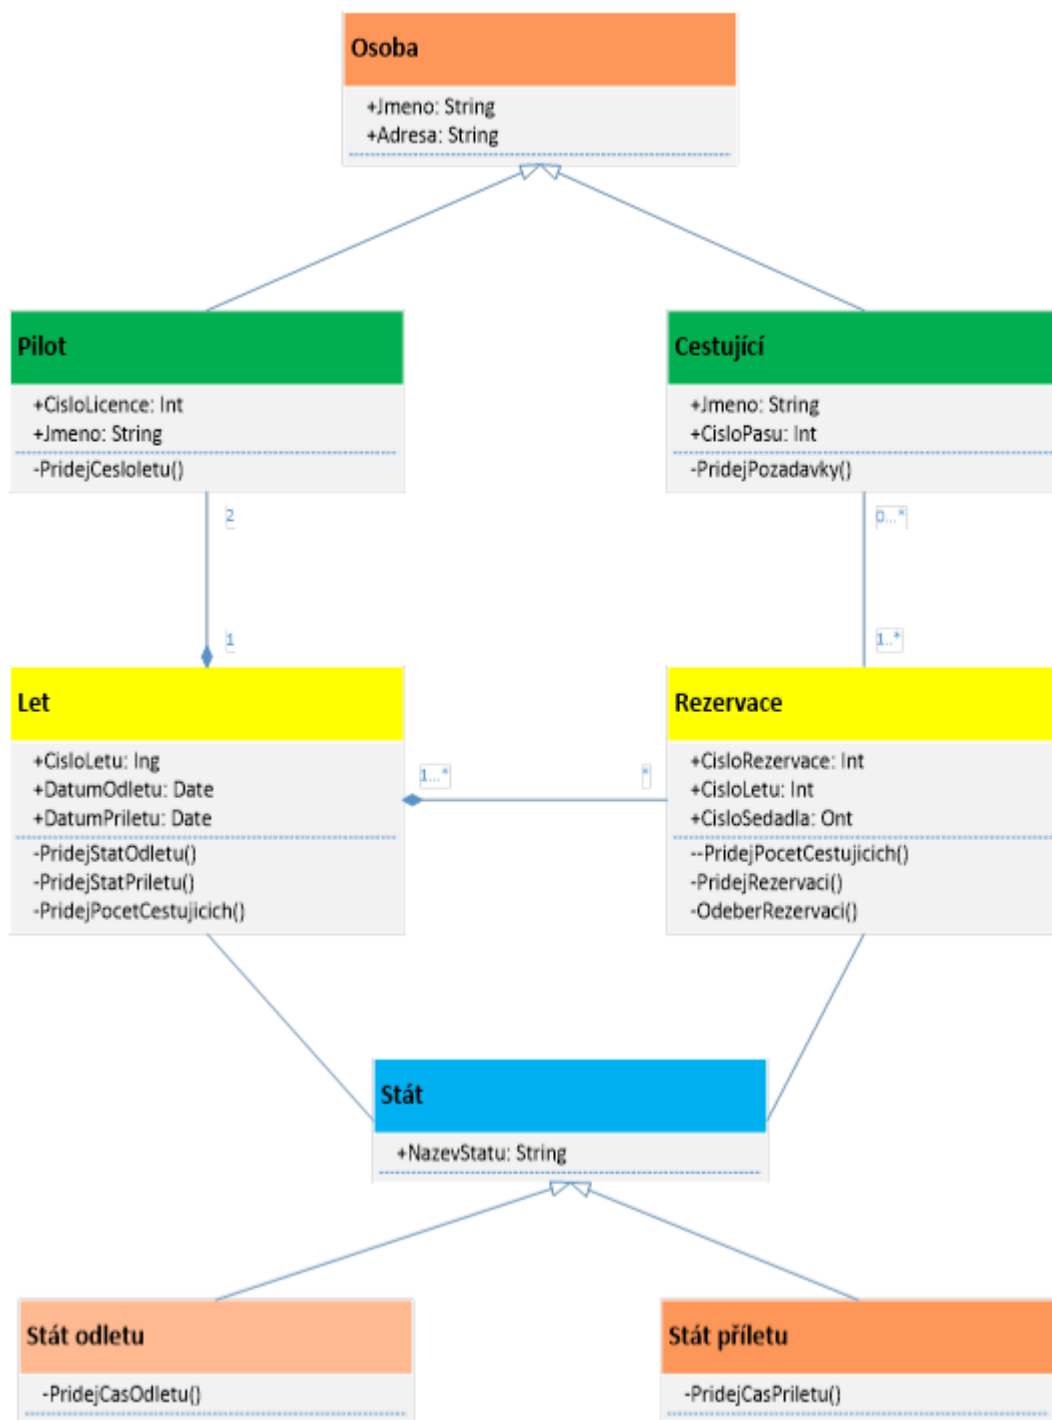 Osoba
+Jmeno: String
+Adresa: String
Pilot
+CisloLicence: Int
+Jmeno: String
-PridejCesloletu()
Cestující
+Jmeno: String
+CisloPasu: Int
-PridejPozadavky()
2
0...*
1
1..*
Let
+CisloLetu: Ing
+DatumOdletu: Date
+DatumPriletu: Date
-PridejStatOdletu()
-PridejStatPriletu()
-PridejPocetCestujicich()
1...*
*
Rezervace
+CisloRezervace: Int
+CisloLetu: Int
+CisloSedadla: Ont
--PridejPocetCestujicich()
-PridejRezervaci()
-OdeberRezervaci()
Stát
+NazevStatu: String
Stát odletu
-PridejCasOdletu()
Stát příletu
-PridejCasPriletu()